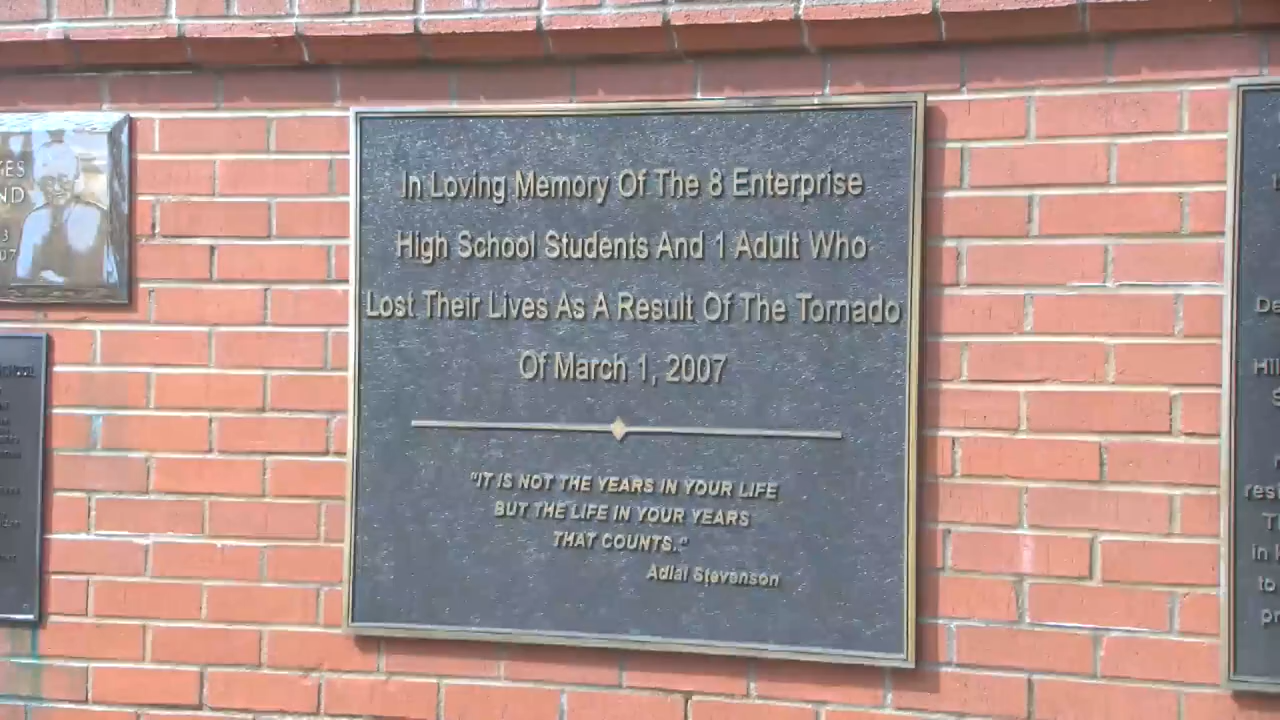 In Loving Memory Of The 8 Enterprise
High School Students And 1 Adult Who
Lost Their Lives As A Result Of The Tornado
Of March 1, 2007
"IT IS NOT THE YEARS IN YOUR LIFE
BUT THE LIFE IN YOUR YEARS
THAT COUNTS."
Adlai Stevenson